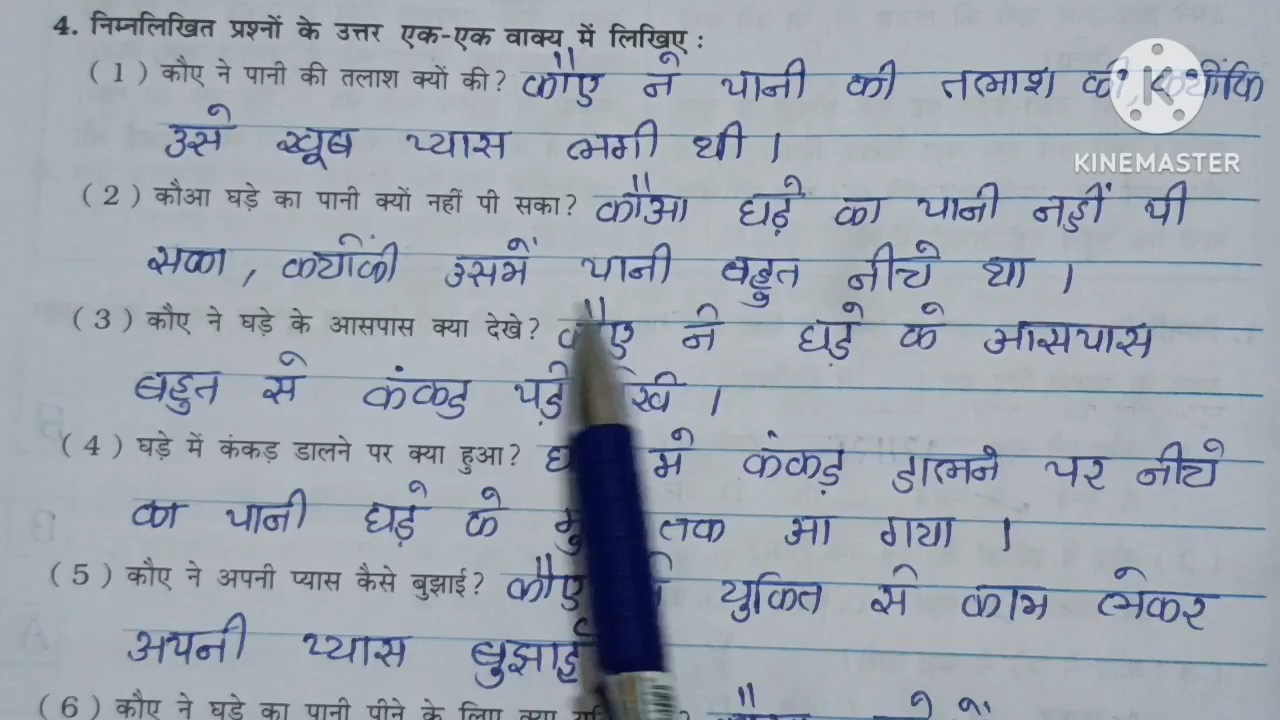 4. निम्नलिखित प्रश्नों के उत्तर एक-एक वाक्य में लिखिए :
(1) कौए ने पानी की तलाश क्यों की? कौए ने पानी की तलाश की, क्योंकि
उसे खूब प्यास लगी थी।
KINEMASTER
(2) कौआ घड़े का पानी क्यों नहीं पी सका? कौआ घड़े का पानी नहीं पी
सका, क्योंकी उसमें पानी बहुत नीचे था।
(3) कौए ने घड़े के आसपास क्या देखे? कौए ने घड़े के आसपास
बहुत से कंकड़ पड़े
(4) घड़े में कंकड़ डालने पर क्या हुआ? मे कंकड़ डालने पर नीचे
का पानी घड़े के तक आ गया।
(5) कौए ने अपनी प्यास कैसे बुझाई? कौए युक्ति से काम लेकर
अपनी प्यास बुझाई
(6) कौए ने घड़े का पानी पीने के लिए क्या